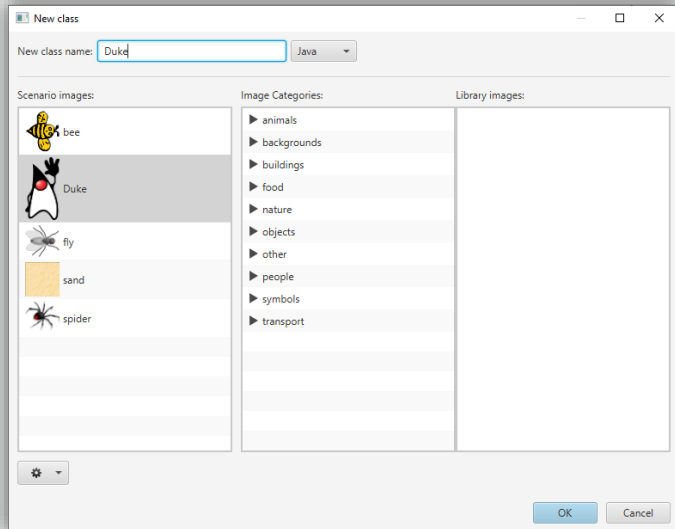 New class
New class name: Duke Java
Scenario images:
bee
Duke
fly
sand
spider
Image Categories:
animals
backgrounds
buildings
food
nature
objects
other
people
symbols
transport
Library images:
OK Cancel